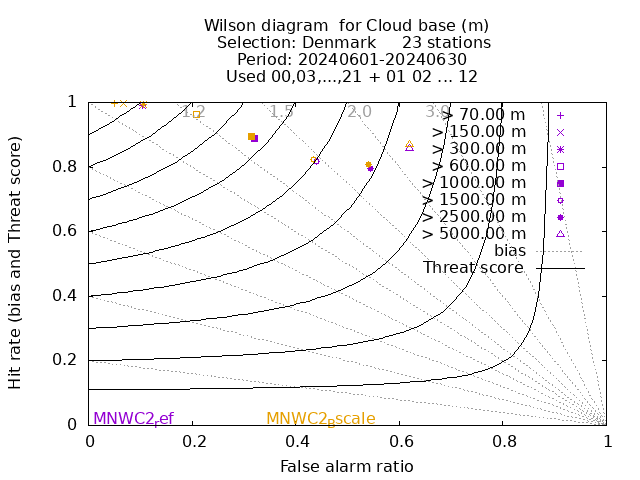 Wilson diagram  for Cloud base (m)
Selection: Denmark     23 stations
Period: 20240601-20240630
Used 00,03,...,21 + 01 02 ... 12
Hit rate (bias and Threat score)
1
0.8
0.6
0.4
0.2
0
1.2
1.5
2.0
3.0
> 70.00 m
> 150.00 m
> 300.00 m
> 600.00 m
> 1000.00 m
> 1500.00 m
> 2500.00 m
> 5000.00 m
bias
Threat score
MNWC2ref
MNWC2Bscale
0 0.2 0.4 0.6 0.8 1
False alarm ratio